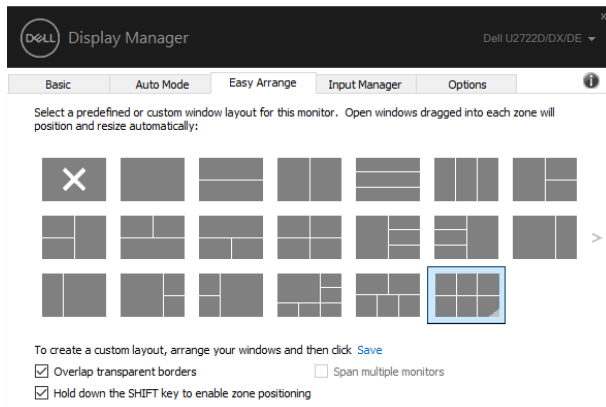 DELL Display Manager
x
Dell U2722D/DX/DE
Basic Auto Mode Easy Arrange Input Manager Options i
Select a predefined or custom window layout for this monitor. Open windows dragged into each zone will
position and resize automatically:
To create a custom layout, arrange your windows and then click Save
Overlap transparent borders Span multiple monitors
Hold down the SHIFT key to enable zone positioning